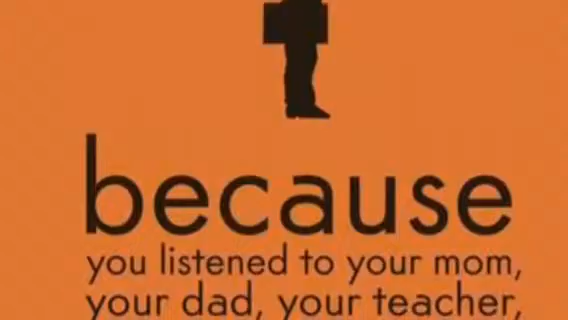 because
you listened to your mom,
your dad, your teacher,